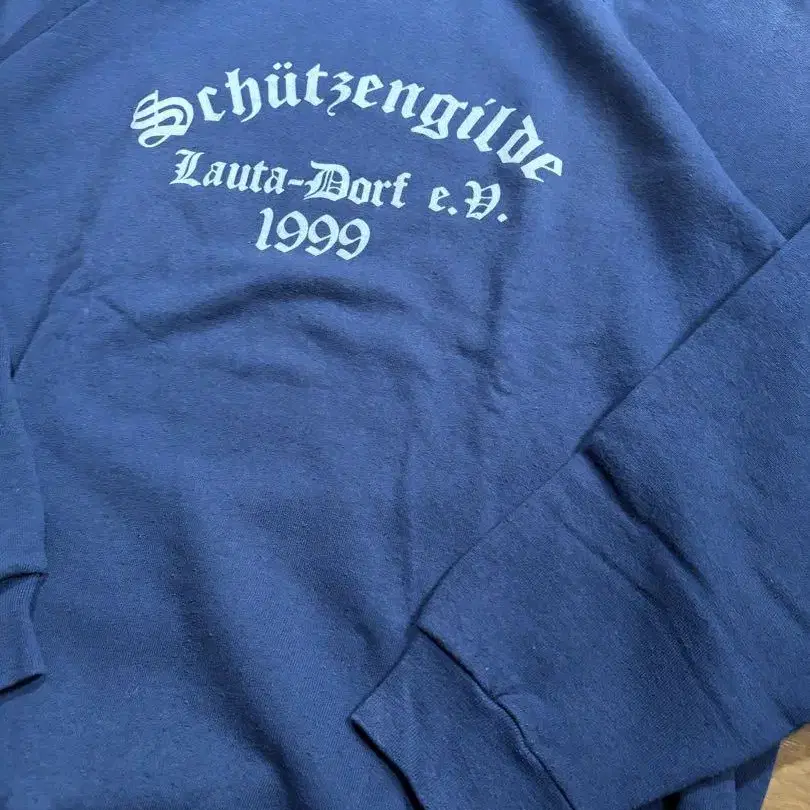 Schützengilde
Lauta-Dorf e.V.
1999